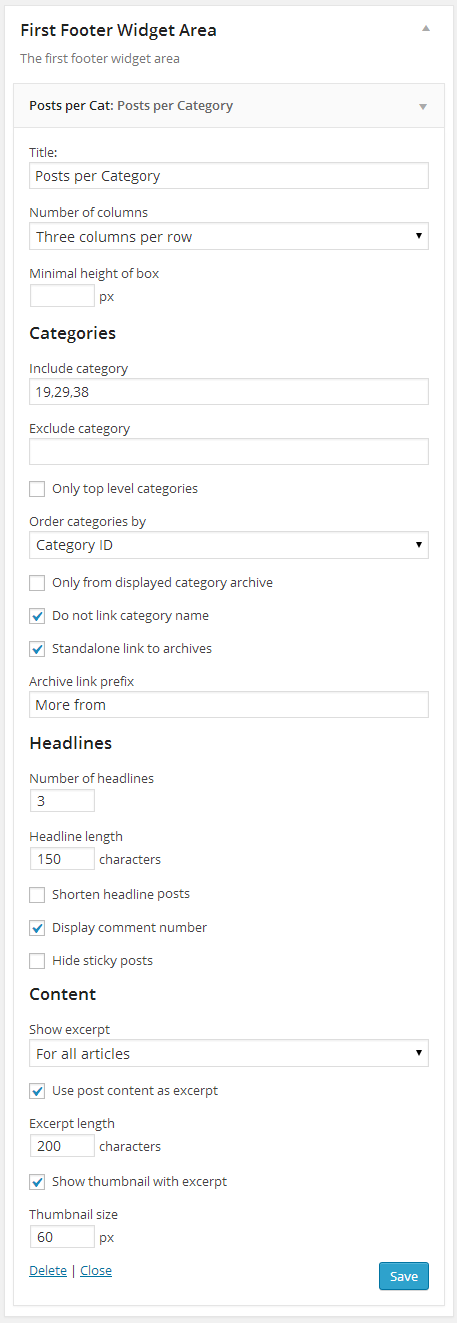 First Footer Widget Area
The first footer widget area
Posts per Cat: Posts per Category
Title:
Posts per Category
Number of columns
Three columns per row
Minimal height of box
px
Categories
Include category
19,29,38
Exclude category
Only top level categories
Order categories by
Category ID
Only from displayed category archive
Do not link category name
Standalone link to archives
Archive link prefix
More from
Headlines
Number of headlines
3
Headline length
150 characters
Shorten headline posts
Display comment number
Hide sticky posts
Content
Show excerpt
For all articles
Use post content as excerpt
Excerpt length
200 characters
Show thumbnail with excerpt
Thumbnail size
60 px
Delete | Close Save